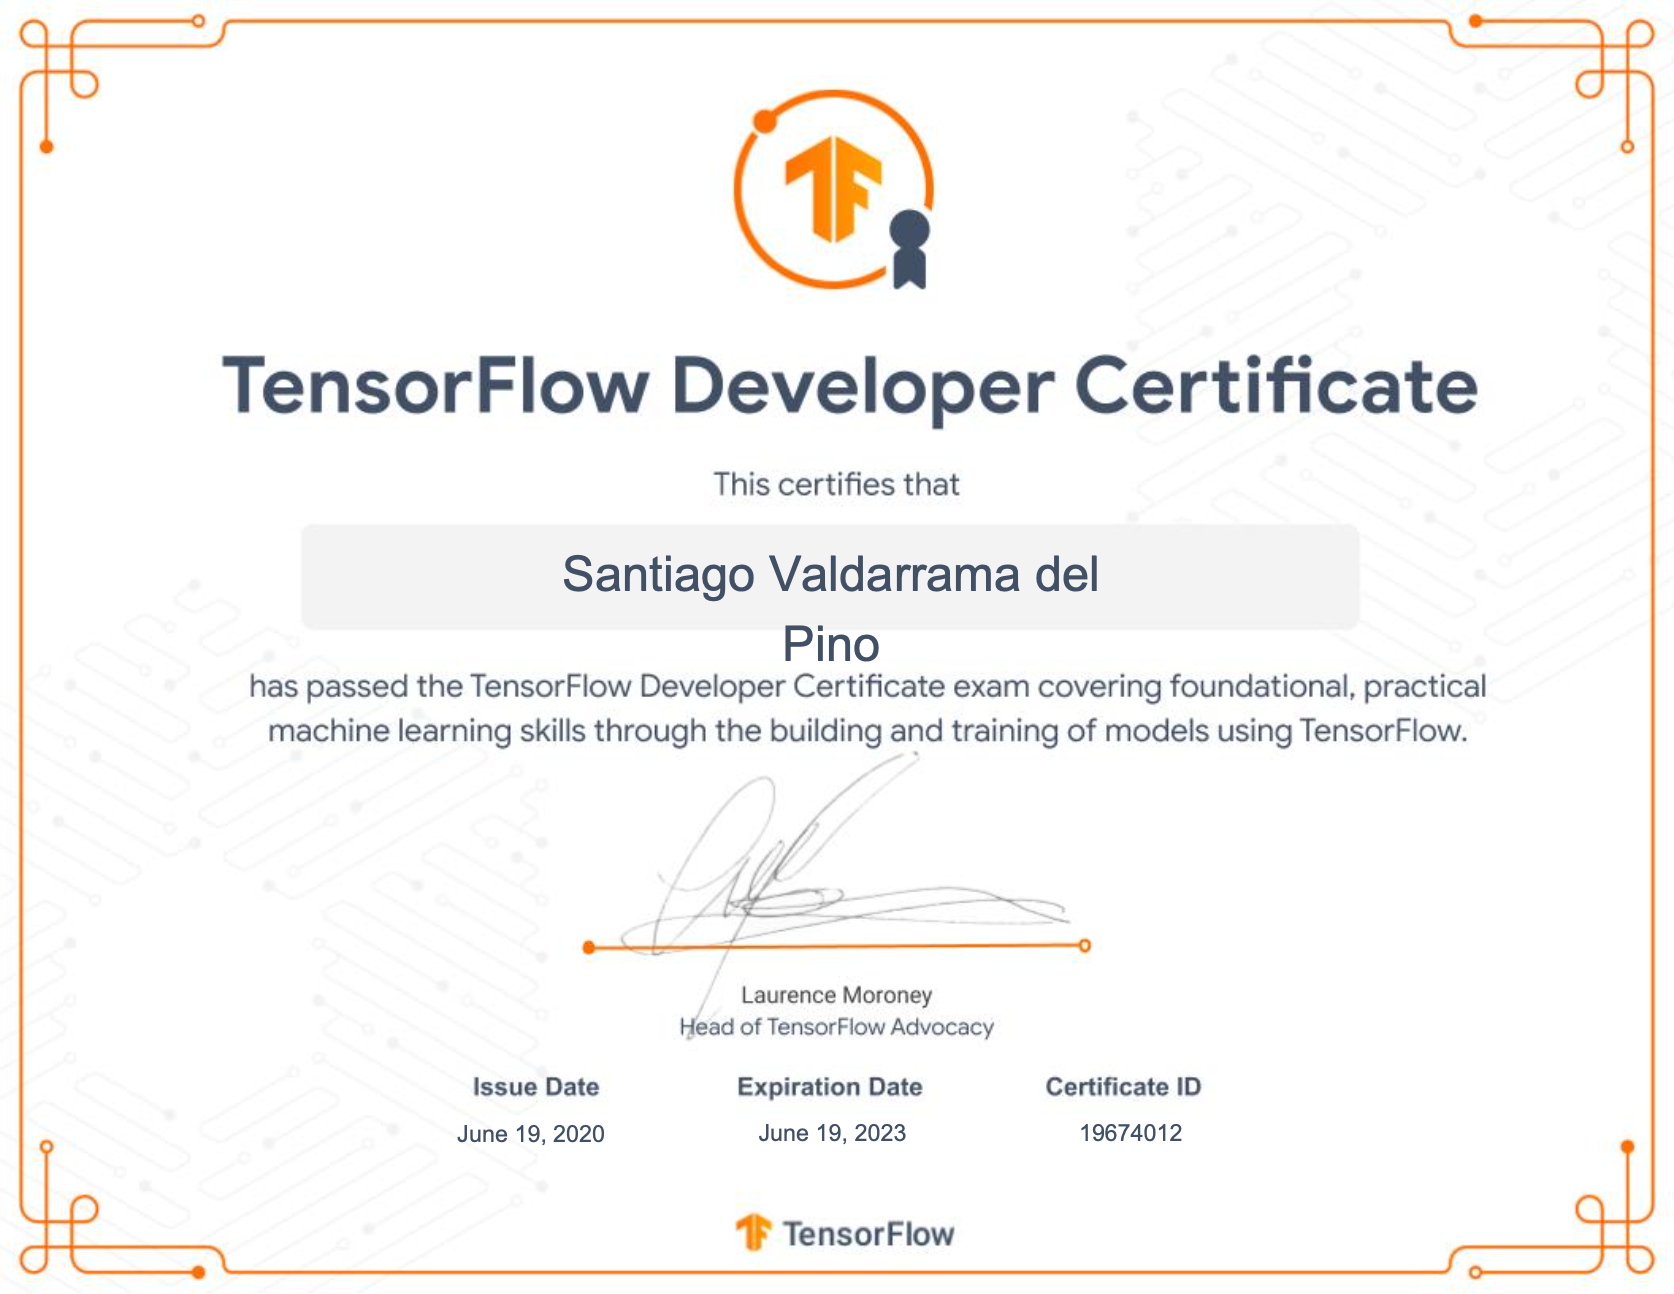 TensorFlow Developer Certificate
This certifies that
Santiago Valdarrama del
Pino
has passed the TensorFlow Developer Certificate exam covering foundational, practical
machine learning skills through the building and training of models using TensorFlow.
Laurence Moroney
Head of TensorFlow Advocacy
Issue Date Expiration Date Certificate ID
June 19, 2020 June 19, 2023 19674012
TensorFlow